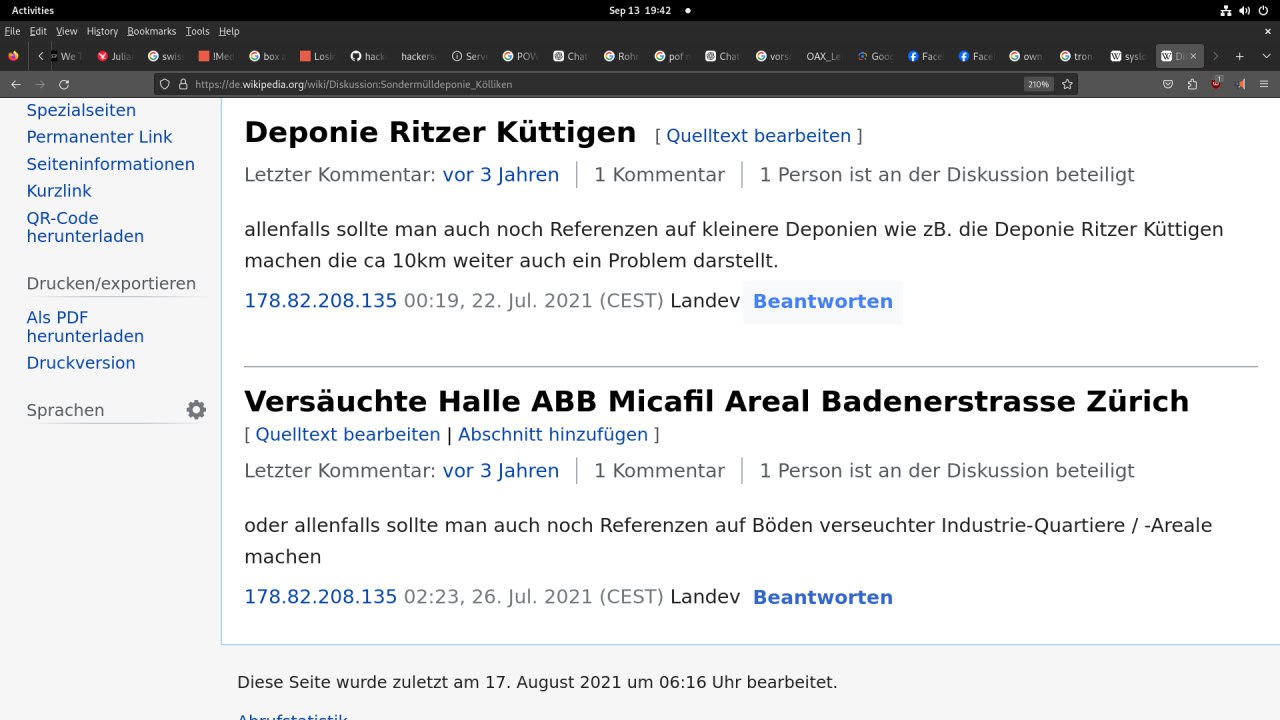 Activities
Sep 13 19:42
File Edit View History Bookmarks Tools Help
We T Julia swis !Med box a Losin hack hackers Serv POV Chat Rohr pof n Chat vors OAX_Le Goog Facel Facel own tron syslo Di
https://de.wikipedia.org/wiki/Diskussion:Sondermülldeponie_Kölliken 210%
Spezialseiten
Permanenter Link
Seiteninformationen
Kurzlink
QR-Code
herunterladen
Drucken/exportieren
Als PDF
herunterladen
Druckversion
Sprachen
Deponie Ritzer Küttigen [ Quelltext bearbeiten ]
Letzter Kommentar: vor 3 Jahren 1 Kommentar 1 Person ist an der Diskussion beteiligt
allenfalls sollte man auch noch Referenzen auf kleinere Deponien wie zB. die Deponie Ritzer Küttigen
machen die ca 10km weiter auch ein Problem darstellt.
178.82.208.135 00:19, 22. Jul. 2021 (CEST) Landev Beantworten
Versäuchte Halle ABB Micafil Areal Badenerstrasse Zürich
[ Quelltext bearbeiten | Abschnitt hinzufügen ]
Letzter Kommentar: vor 3 Jahren 1 Kommentar 1 Person ist an der Diskussion beteiligt
oder allenfalls sollte man auch noch Referenzen auf Böden verseuchter Industrie-Quartiere / -Areale
machen
178.82.208.135 02:23, 26. Jul. 2021 (CEST) Landev Beantworten
Diese Seite wurde zuletzt am 17. August 2021 um 06:16 Uhr bearbeitet.
Abrufstatistik